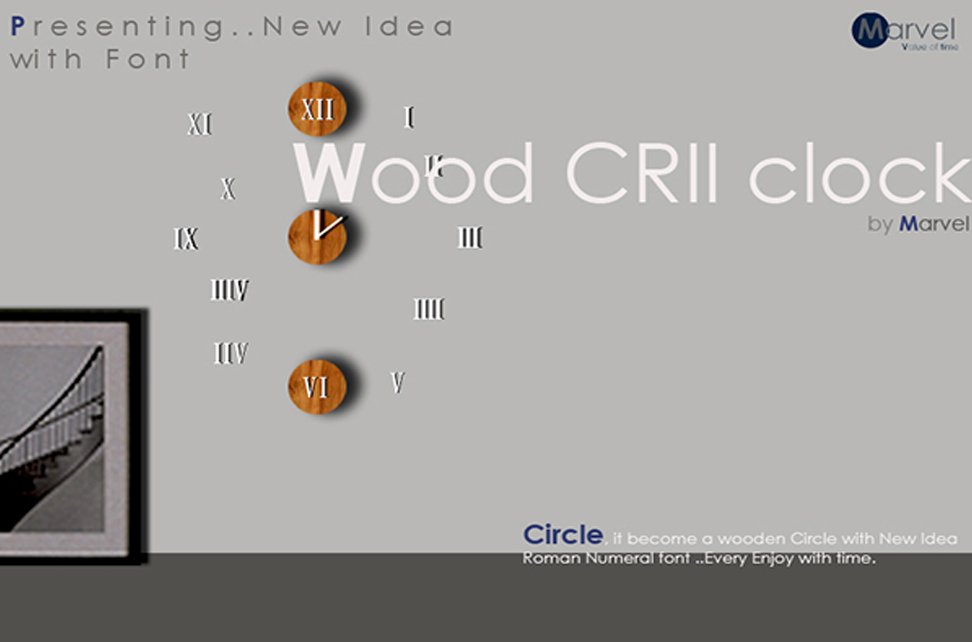 Presenting..New Idea
with Font
Marvel
Value of time
XII
XI
I
Wood CRII clock
II
X
by Marvel
IX
III
IIIV
IIII
IIV
VI
V
Circle, it become a wooden Circle with New Idea
Roman Numeral font ..Every Enjoy with time.